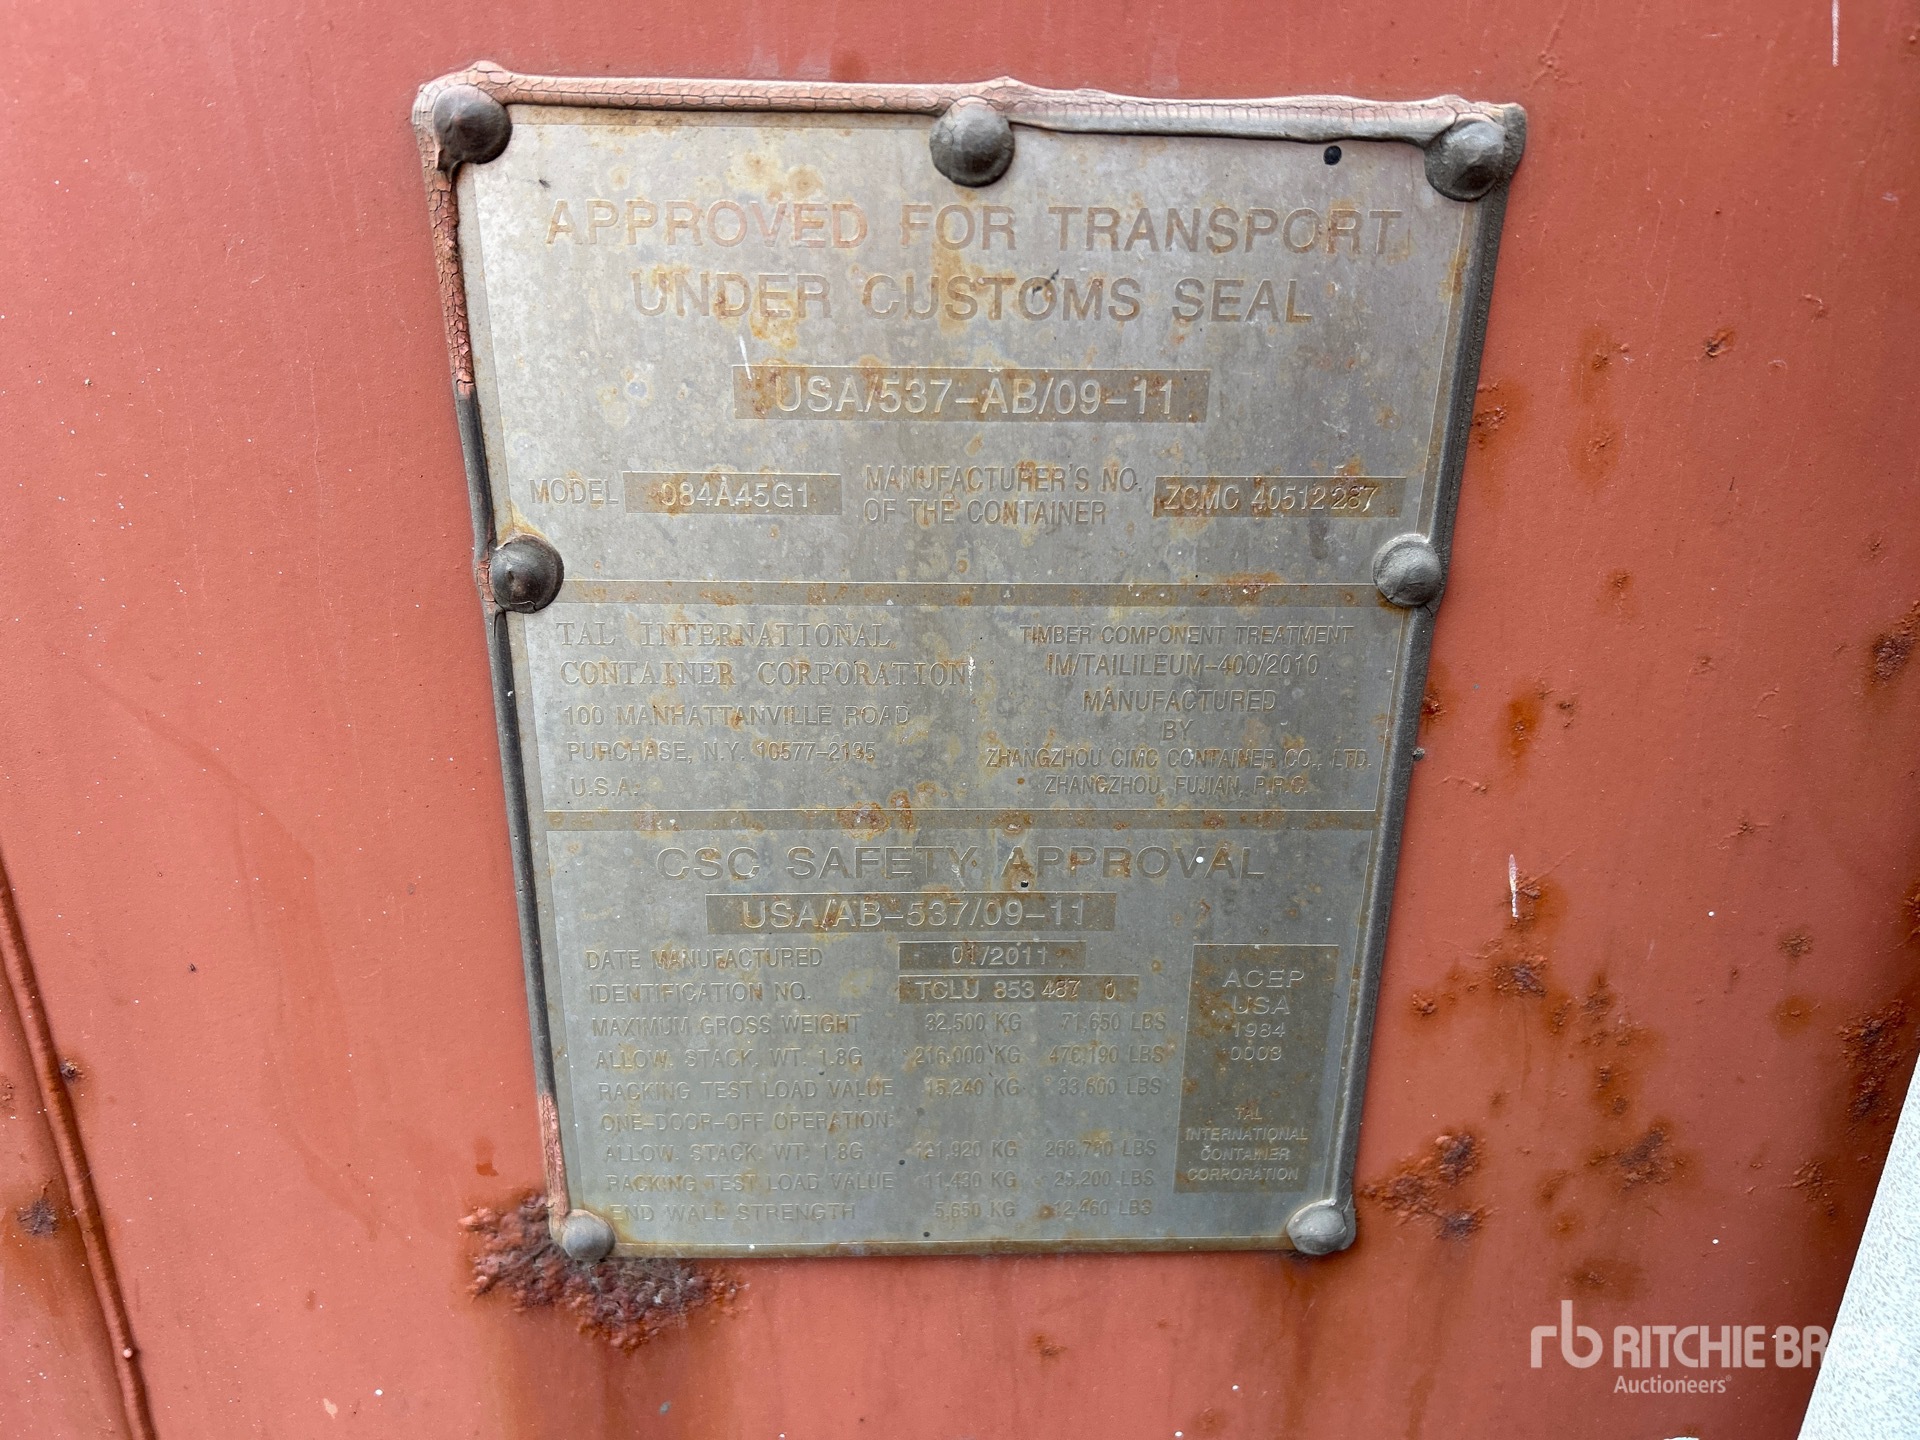 APPROVED FOR TRANSPORT
UNDER CUSTOMS SEAL
USA/537-AB/09-11
MODEL 084A45G1
MANUFACTURER'S NO.
OF THE CONTAINER
ZCMC 40512287
TAL INTERNATIONAL
CONTAINER CORPORATION
100 MANHATTANVILLE ROAD
PURCHASE, N.Y. 10577-2135
U.S.A.
TIMBER COMPONENT TREATMENT
IM/TAILILEUM-400/2010
MANUFACTURED
BY
ZHANGZHOU CIMC CONTAINER CO., LTD.
ZHANGZHOU, FUJIAN, P.R.C.
CSC SAFETY APPROVAL
USA/AB-537/09-11
DATE MANUFACTURED 01/2011
IDENTIFICATION NO. TCLU 853 487 0
MAXIMUM GROSS WEIGHT 32,500 KG 71,650 LBS
ALLOW. STACK. WT. 1.8G 216,000 KG 476,190 LBS
RACKING TEST LOAD VALUE 15,240 KG 33,600 LBS
ONE-DOOR-OFF OPERATION:
ALLOW. STACK. WT. 1.8G 121,920 KG 268,780 LBS
RACKING TEST LOAD VALUE 11,430 KG 25,200 LBS
END WALL STRENGTH 5,650 KG 12,460 LBS
ACEP
USA
1984
0003
TAL
INTERNATIONAL
CONTAINER
CORPORATION
rb RITCHIE BR
Auctioneers